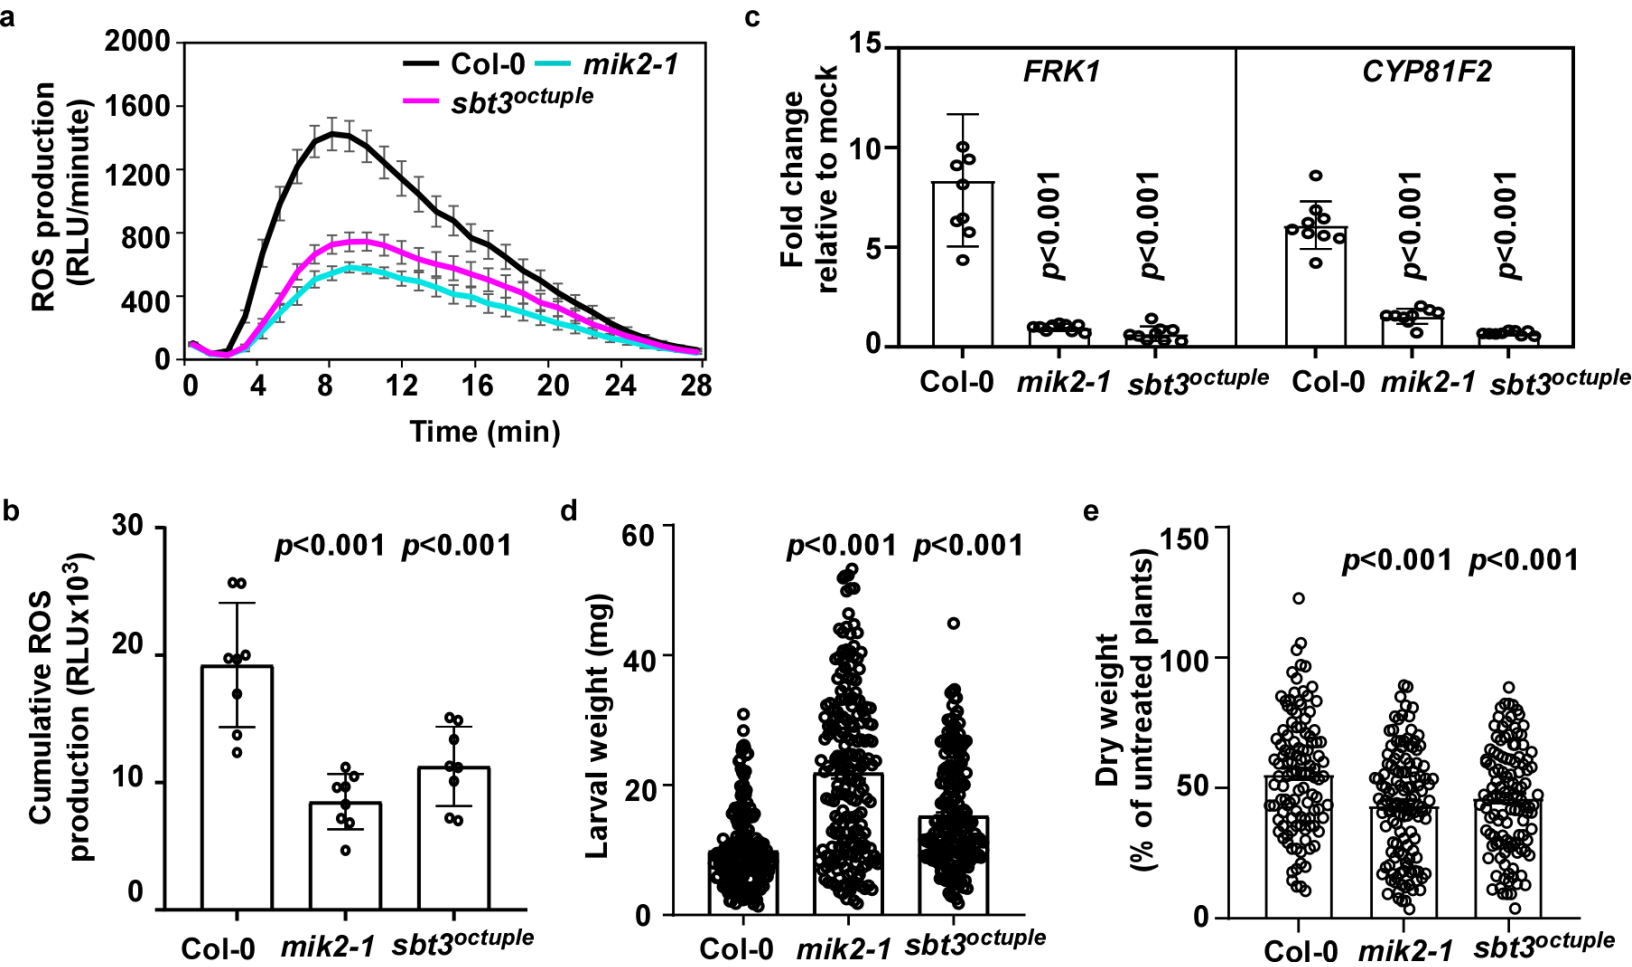 a
2000
1600
1200
800
400
0
ROS production
(RLU/minute)
Col-0 mik2-1
sbt3octuple
0 4 8 12 16 20 24 28
Time (min)
c
15
10
5
0
Fold change
relative to mock
FRK1 CYP81F2
p<0.001 p<0.001 p<0.001 p<0.001
Col-0 mik2-1 sbt3octuple Col-0 mik2-1 sbt3octuple
b
30
20
10
0
Cumulative ROS
production (RLUx10³)
p<0.001 p<0.001
Col-0 mik2-1 sbt3octuple
d
60
40
20
0
Larval weight (mg)
p<0.001 p<0.001
Col-0 mik2-1 sbt3octuple
e
150
100
50
0
Dry weight
(% of untreated plants)
p<0.001 p<0.001
Col-0 mik2-1 sbt3octuple